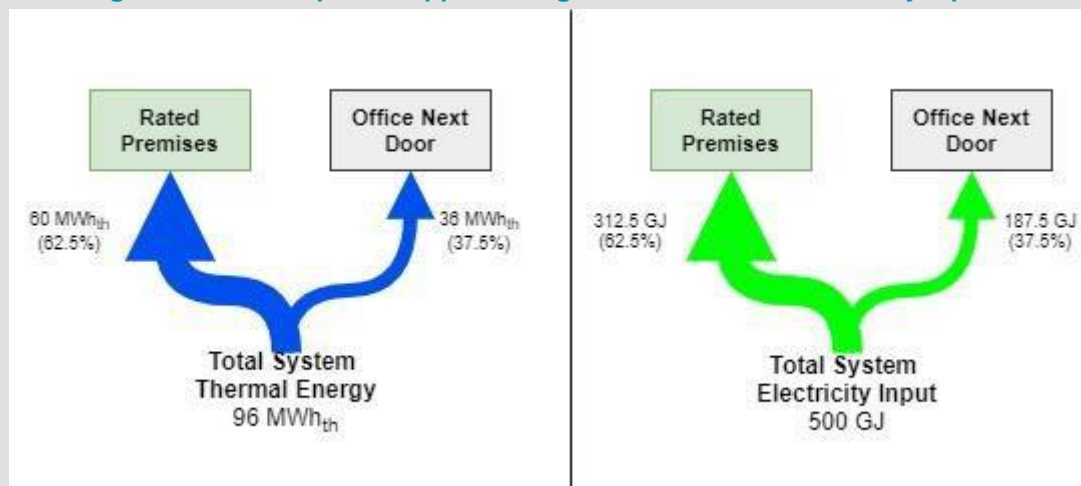 Rated
Premises
Office Next
Door
60 MWhth
(62.5%)
36 MWhth
(37.5%)
Total System
Thermal Energy
96 MWhth
Rated
Premises
Office Next
Door
312.5 GJ
(62.5%)
187.5 GJ
(37.5%)
Total System
Electricity Input
500 GJ